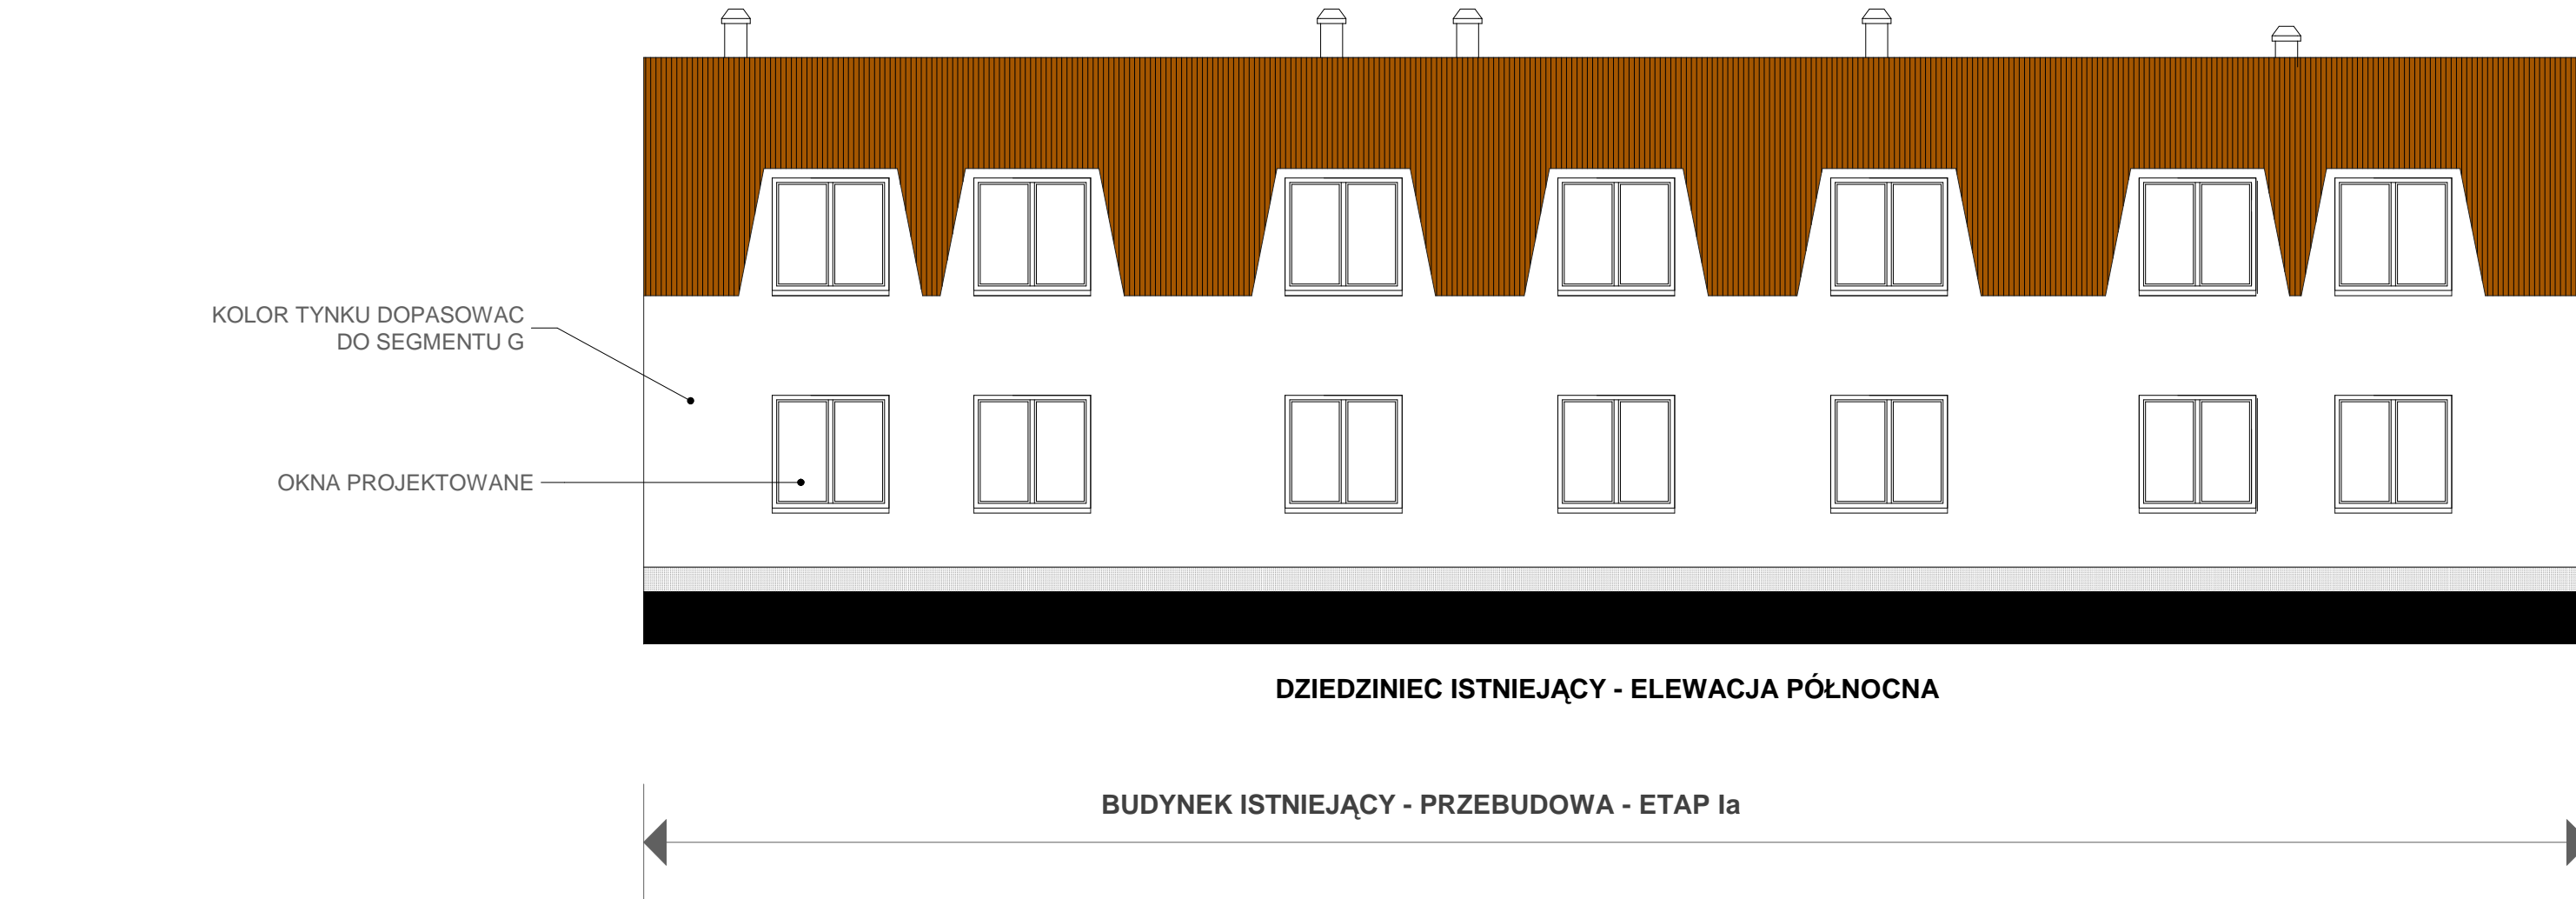 KOLOR TYNKU DOPASOWAC
DO SEGMENTU G
OKNA PROJEKTOWANE
DZIEDZINIEC ISTNIEJĄCY - ELEWACJA PÓŁNOCNA
BUDYNEK ISTNIEJĄCY - PRZEBUDOWA - ETAP Ia